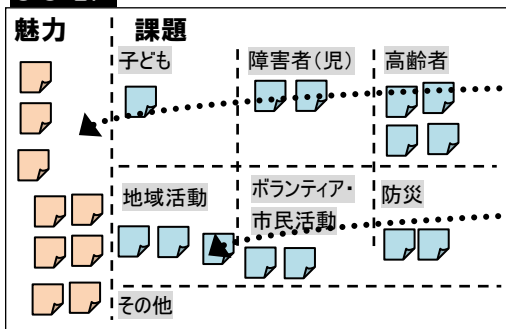 魅力
課題
子ども
障害者（児）
高齢者
地域活動
ボランティア・
市民活動
防災
その他